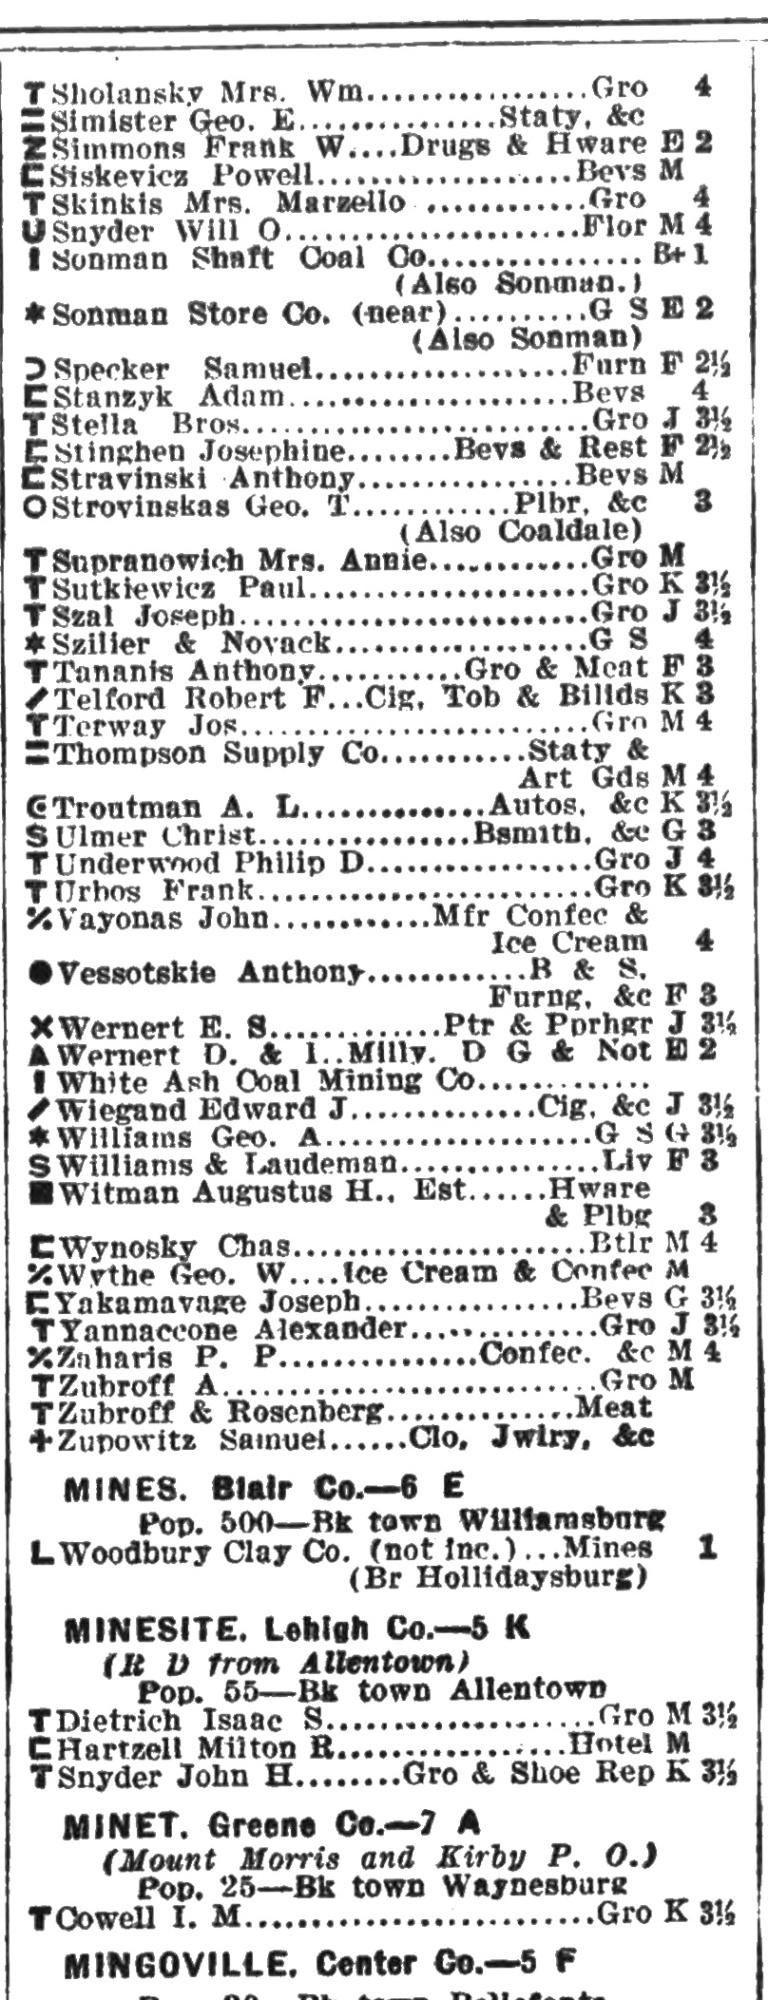 T Sholansky Mrs. Wm.................Gro 4
= Simister Geo. E...............Staty, &c
Z Simmons Frank W....Drugs & Hware E 2
C Siskevicz Powell...................Bevs M
T Skinkis Mrs. Marzello ............Gro 4
U Snyder Will O......................Flor M 4
I Sonman Shaft Coal Co................ B+ 1
(Also Sonman.)
* Sonman Store Co. (near)..........G S E 2
(Also Sonman)
Ɔ Specker Samuel...................Furn F 2½
C Stanzyk Adam.....................Bevs 4
T Stella Bros..........................Gro J 3½
C Stinghen Josephine........Bevs & Rest F 2½
C Stravinski Anthony................Bevs M
O Strovinskas Geo. T............Plbr, &c 3
(Also Coaldale)
T Supranowich Mrs. Annie............Gro M
T Sutkiewicz Paul.....................Gro K 3½
T Szal Joseph..........................Gro J 3½
* Szilier & Novack...................G S 4
T Tananis Anthony...........Gro & Meat F 3
/ Telford Robert F...Cig, Tob & Billds K 3
T Terway Jos..........................Gro M 4
= Thompson Supply Co...........Staty &
Art Gds M 4
C Troutman A. L..............Autos, &c K 3½
S Ulmer Christ................Bsmith, &c G 3
T Underwood Philip D................Gro J 4
T Urbos Frank.........................Gro K 3½
% Vayonas John............Mfr Confec &
Ice Cream 4
● Vessotskie Anthony............B & S,
Furng, &c F 3
X Wernert E. S.............Ptr & Pprhgr J 3½
▲ Wernert D. & I..Milly. D G & Not E 2
I White Ash Coal Mining Co.............
/ Wiegand Edward J..............Cig, &c J 3½
* Williams Geo. A....................G S G 3½
S Williams & Laudeman...............Liv F 3
■ Witman Augustus H., Est......Hware
& Plbg 3
C Wynosky Chas......................Btlr M 4
% Wythe Geo. W....Ice Cream & Confec M
C Yakamavage Joseph................Bevs G 3½
T Yannaccone Alexander..............Gro J 3½
% Zaharis P. P...............Confec. &c M 4
T Zubroff A............................Gro M
T Zubroff & Rosenberg.............Meat
+ Zupowitz Samuel......Clo, Jwlry, &c
MINES. Blair Co.—6 E
Pop. 500—Bk town Williamsburg
L Woodbury Clay Co. (not inc.)...Mines 1
(Br Hollidaysburg)
MINESITE. Lehigh Co.—5 K
(R D from Allentown)
Pop. 55—Bk town Allentown
T Dietrich Isaac S....................Gro M 3½
C Hartzell Milton R.................Hotel M
T Snyder John H........Gro & Shoe Rep K 3½
MINET. Greene Co.—7 A
(Mount Morris and Kirby P. O.)
Pop. 25—Bk town Waynesburg
T Cowell I. M..........................Gro K 3½
MINGOVILLE. Center Co.—5 F